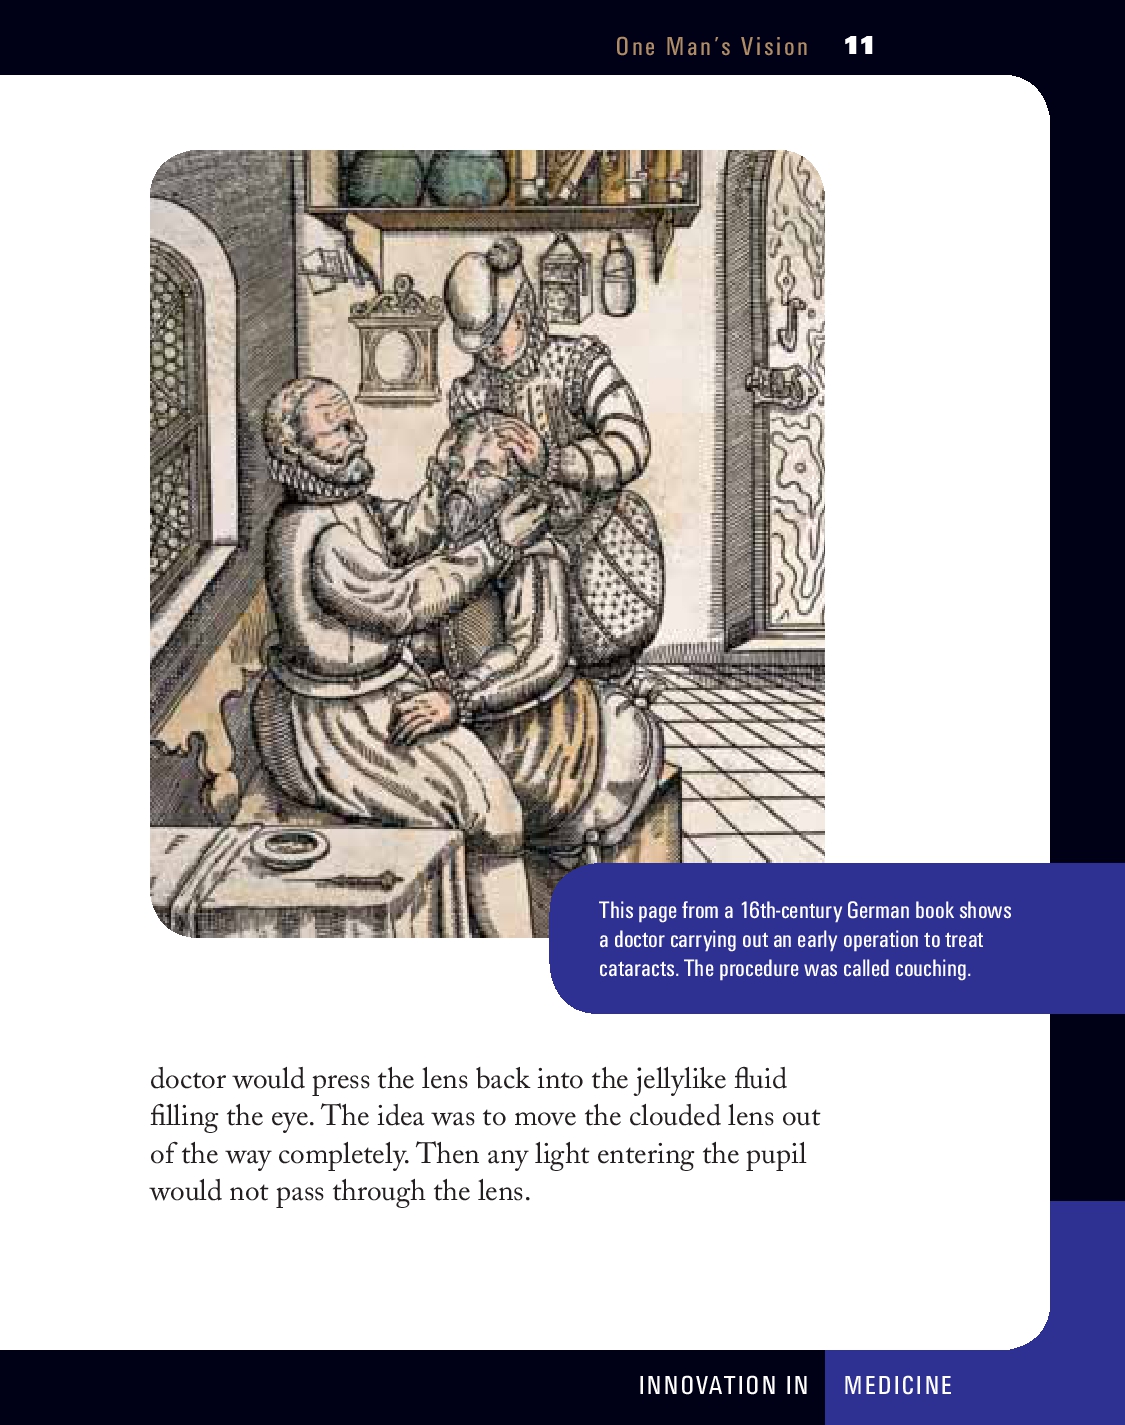 One Man's Vision 11
This page from a 16th-century German book shows
a doctor carrying out an early operation to treat
cataracts. The procedure was called couching.
doctor would press the lens back into the jellylike fluid
filling the eye. The idea was to move the clouded lens out
of the way completely. Then any light entering the pupil
would not pass through the lens.
INNOVATION IN MEDICINE